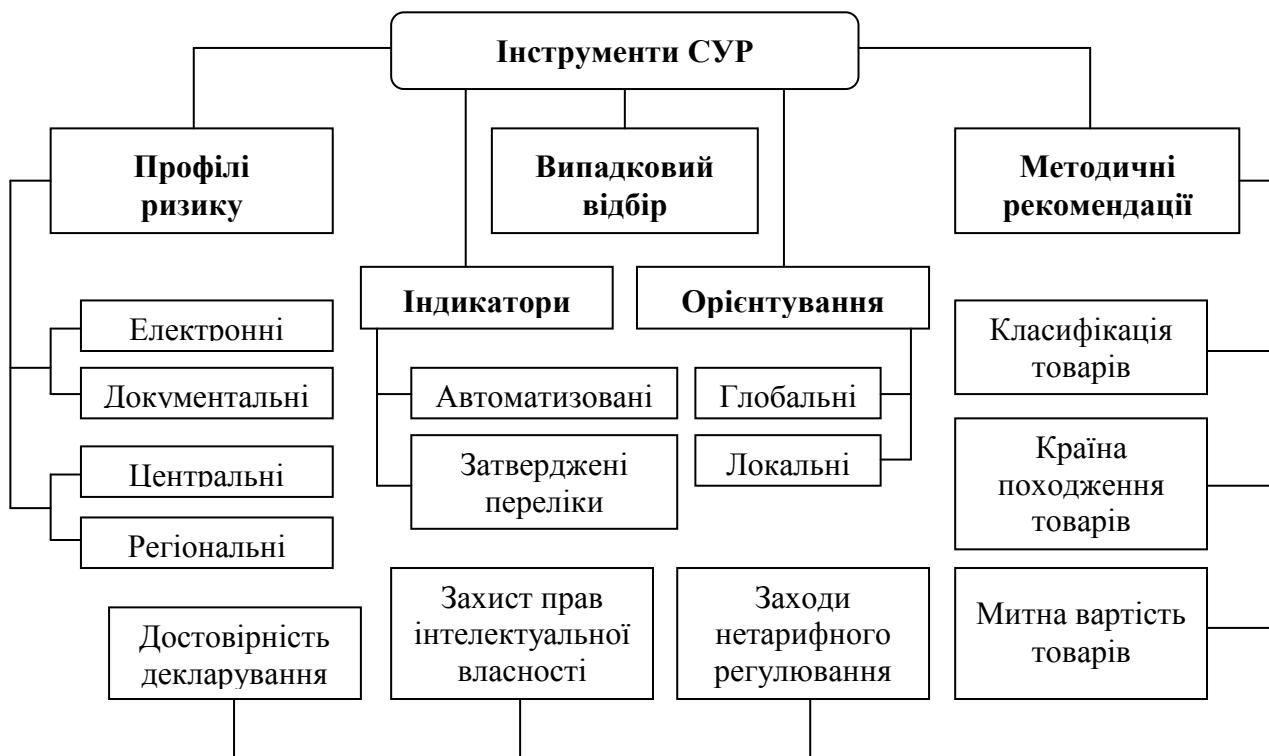 Інструменти СУР
Профілі
ризику
Випадковий
відбір
Методичні
рекомендації
Індикатори
Орієнтування
Електронні
Документальні
Центральні
Регіональні
Автоматизовані
Затверджені
переліки
Глобальні
Локальні
Класифікація
товарів
Країна
походження
товарів
Митна вартість
товарів
Достовірність
декларування
Захист прав
інтелектуальної
власності
Заходи
нетарифного
регулювання